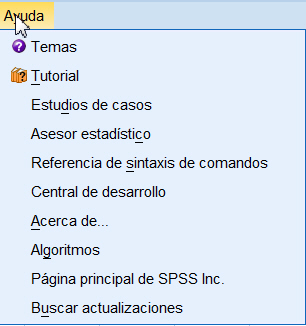 Ayuda
Temas
Tutorial
Estudios de casos
Asesor estadístico
Referencia de sintaxis de comandos
Central de desarrollo
Acerca de...
Algoritmos
Página principal de SPSS Inc.
Buscar actualizaciones